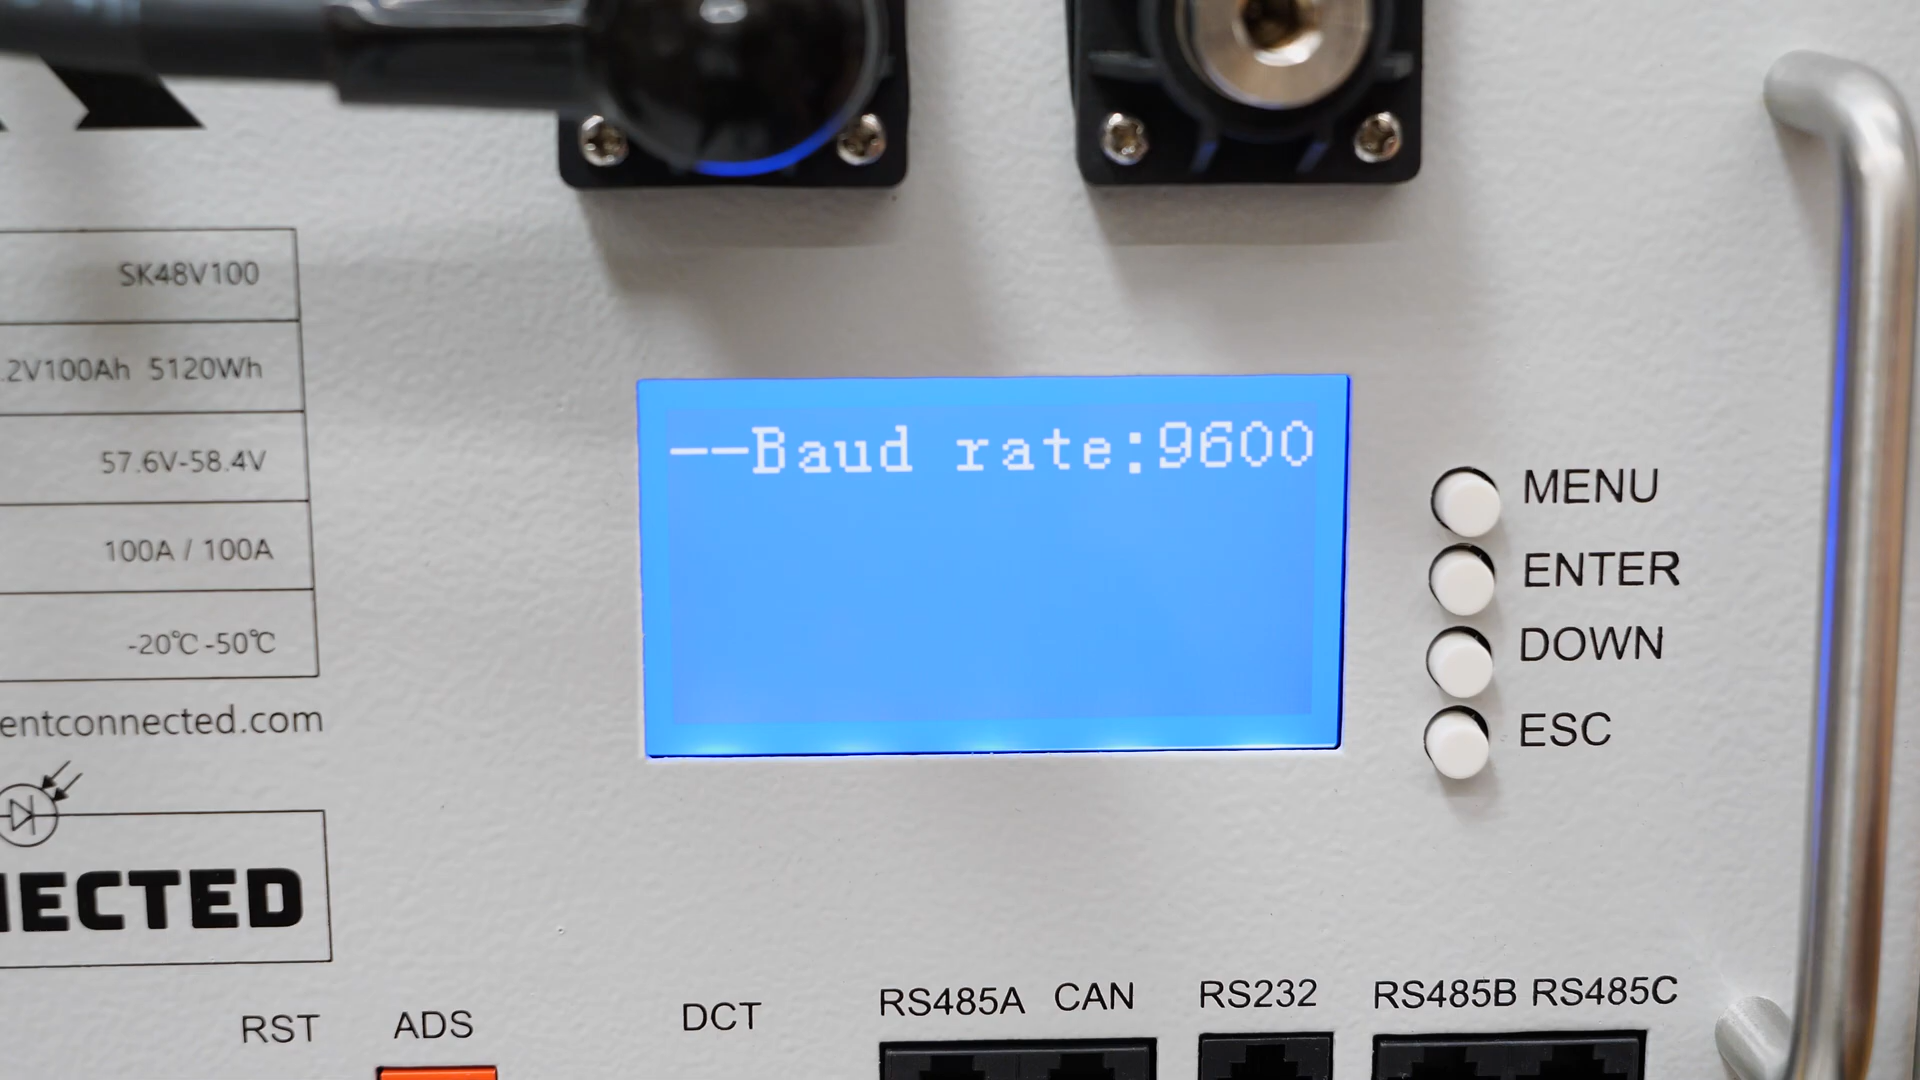 SK48V100
.2V100Ah 5120Wh
57.6V-58.4V
100A / 100A
-20℃-50℃
entconnected.com
NECTED
--Baud rate:9600
MENU
ENTER
DOWN
ESC
RST ADS DCT RS485A CAN RS232 RS485B RS485C